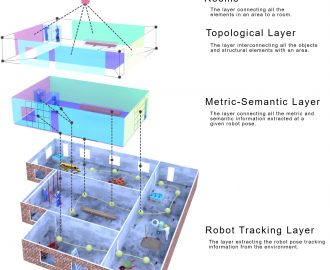 Rooms
The layer connecting all the
elements in an area to a room.
Topological Layer
The layer interconnecting all the objects
and structural elements with an area.
Metric-Semantic Layer
The layer connecting all the metric and
semantic information extracted at a
given robot pose.
Robot Tracking Layer
The layer extracting the robot pose tracking
information from the environment.